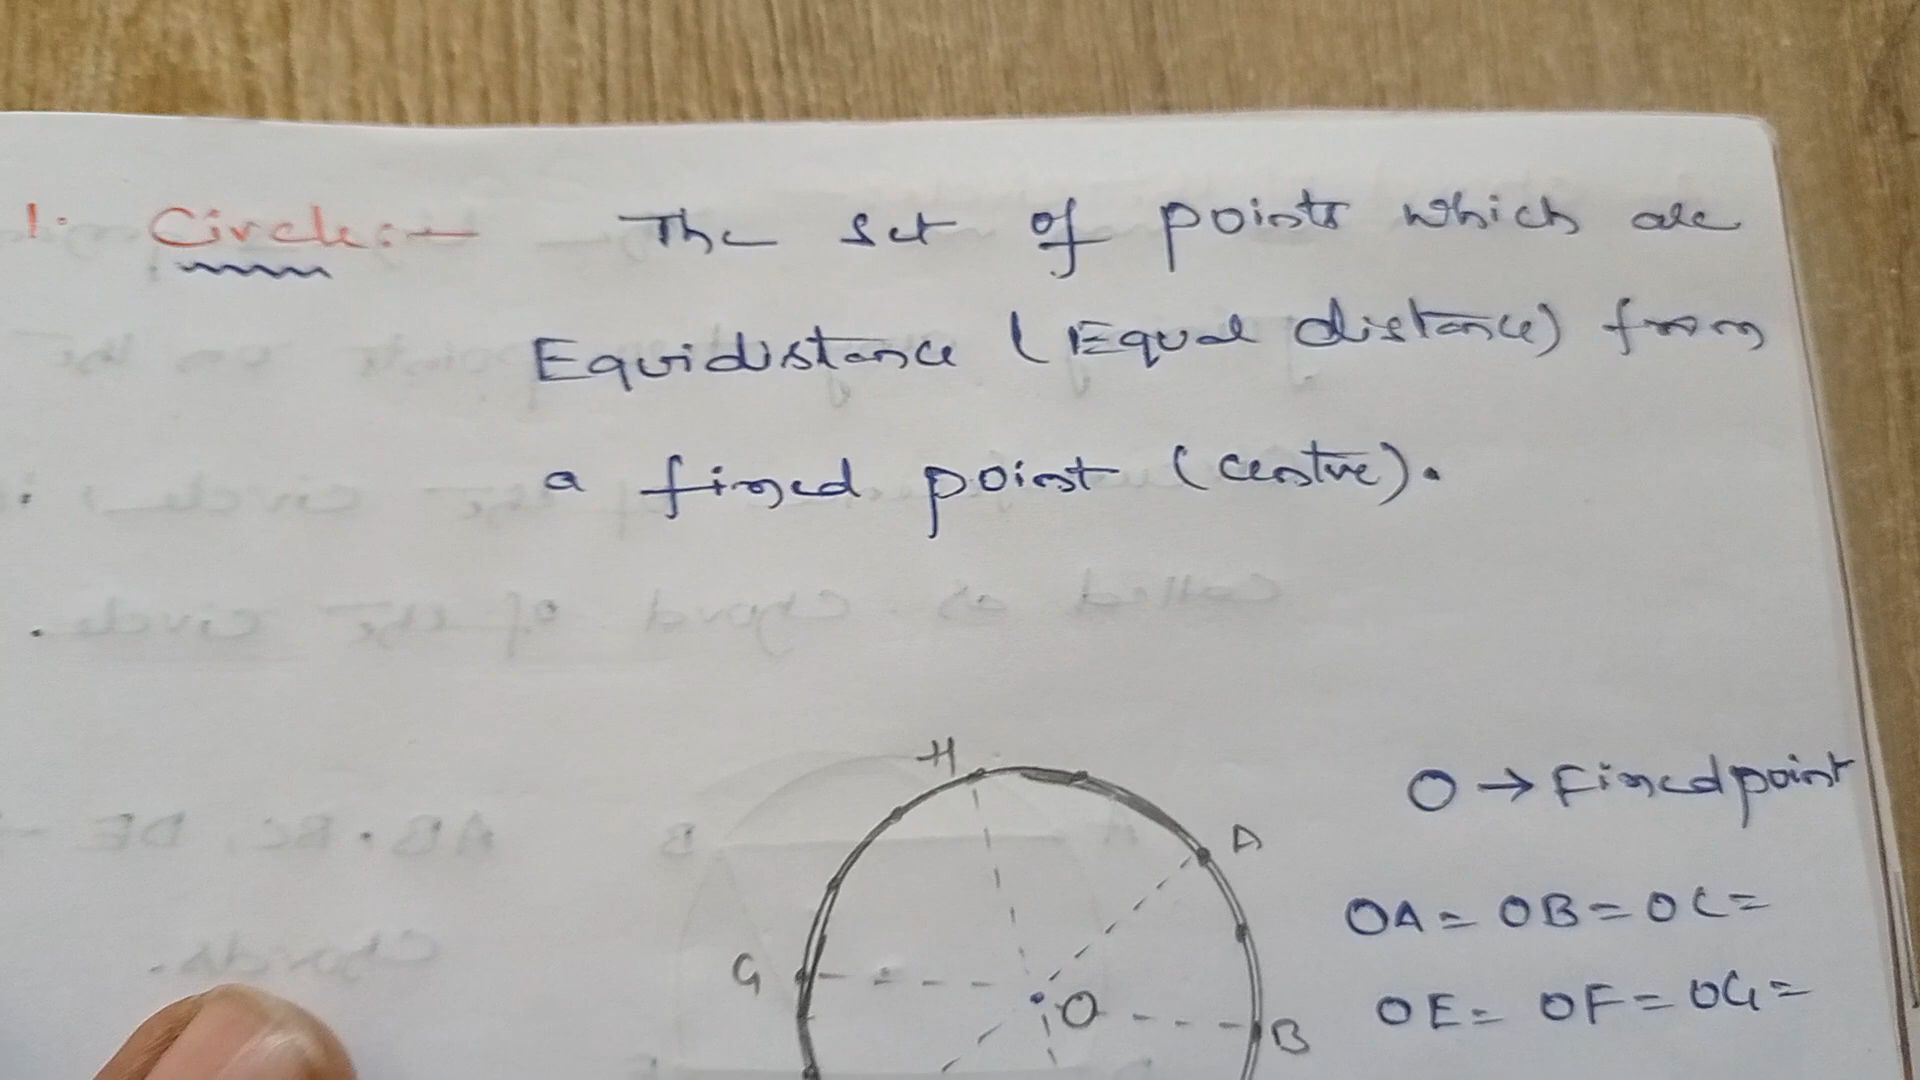 1. Circle:-  The set of points which are
Equidistance (Equal distance) from
a fixed point (centre).
H
O → Fixed point
A
OA = OB = OC =
G
O
OE = OF = OG =
B